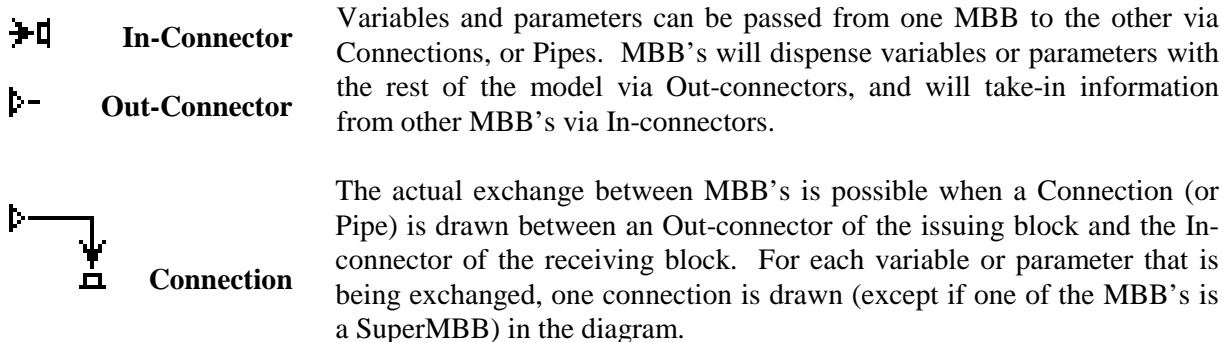 In-Connector
Out-Connector
Variables and parameters can be passed from one MBB to the other via
Connections, or Pipes. MBB's will dispense variables or parameters with
the rest of the model via Out-connectors, and will take-in information
from other MBB's via In-connectors.
Connection
The actual exchange between MBB's is possible when a Connection (or
Pipe) is drawn between an Out-connector of the issuing block and the In-
connector of the receiving block. For each variable or parameter that is
being exchanged, one connection is drawn (except if one of the MBB's is
a SuperMBB) in the diagram.